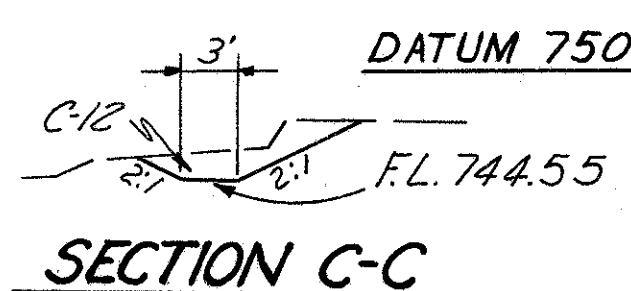 3'
DATUM 750
C-12
2:1
2:1
F.L. 744.55
SECTION C-C